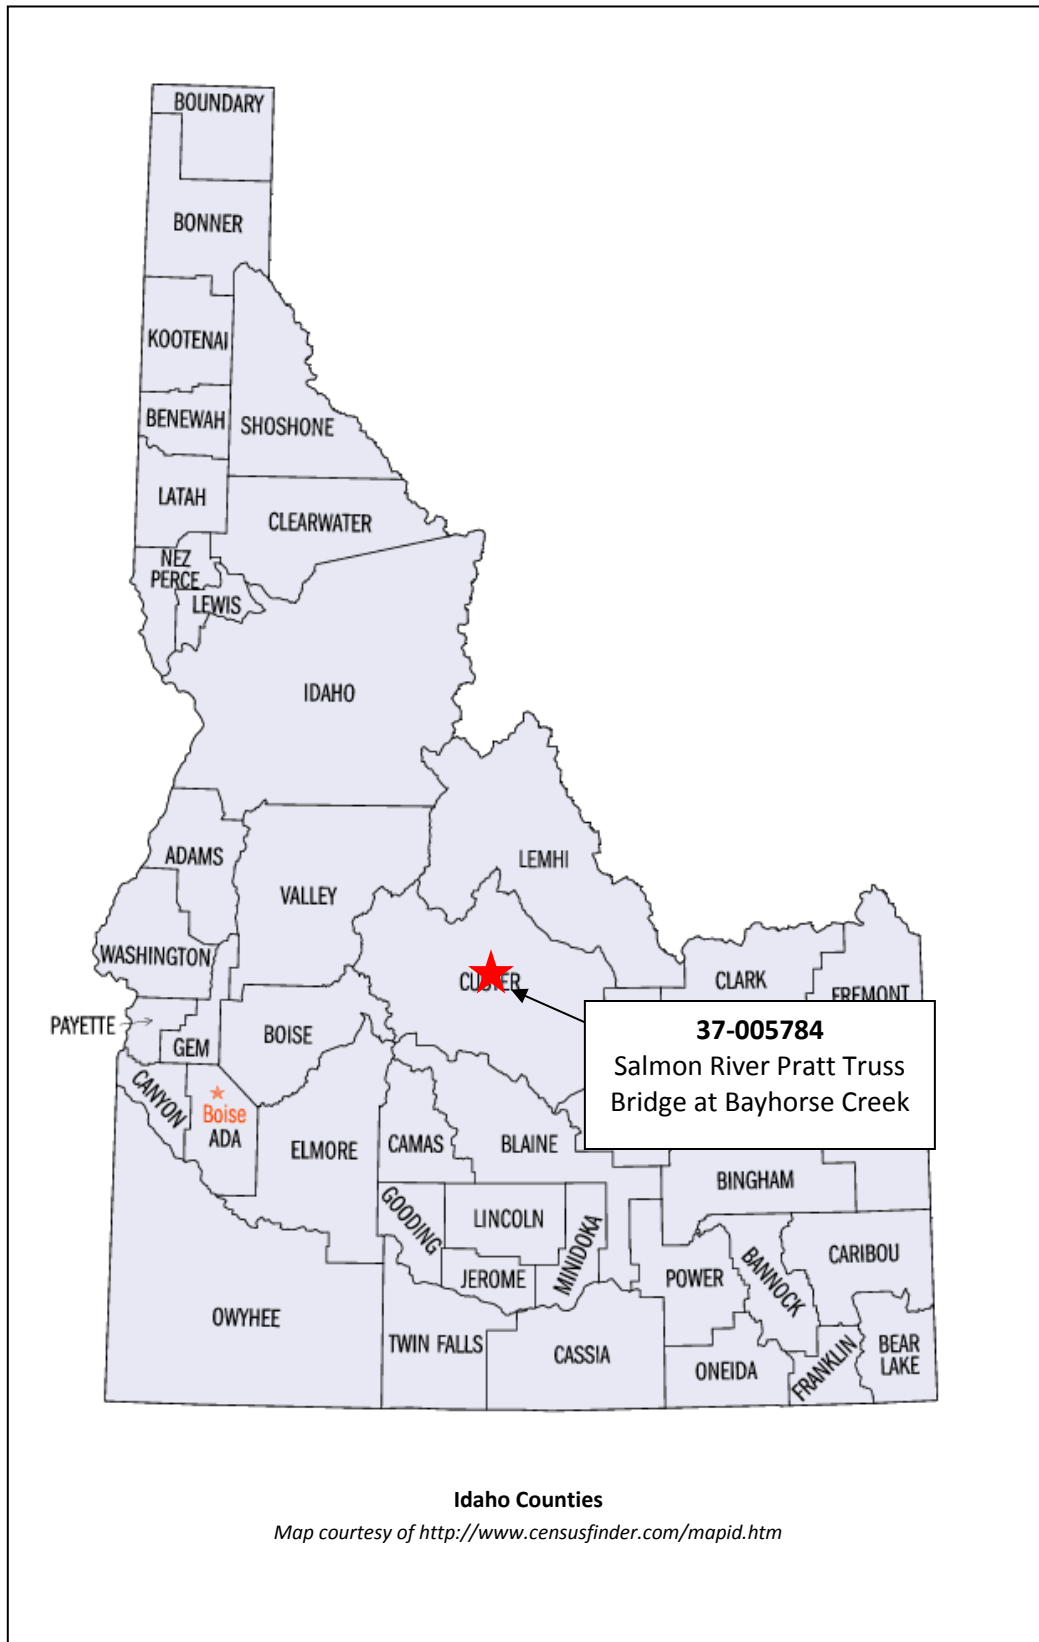 BOUNDARY
BONNER
KOOTENAI
BENEWAH
SHOSHONE
LATAH
CLEARWATER
NEZ
PERCE
LEWIS
IDAHO
ADAMS
LEMHI
VALLEY
WASHINGTON
CUSTER
CLARK
FREMONT
PAYETTE
GEM
BOISE
37-005784
Salmon River Pratt Truss
Bridge at Bayhorse Creek
CANYON
Boise
ADA
ELMORE
CAMAS
BLAINE
BINGHAM
GOODING
LINCOLN
MINIDOKA
JEROME
POWER
BANNOCK
CARIBOU
OWYHEE
TWIN FALLS
CASSIA
ONEIDA
FRANKLIN
BEAR
LAKE
Idaho Counties
Map courtesy of http://www.censusfinder.com/mapid.htm